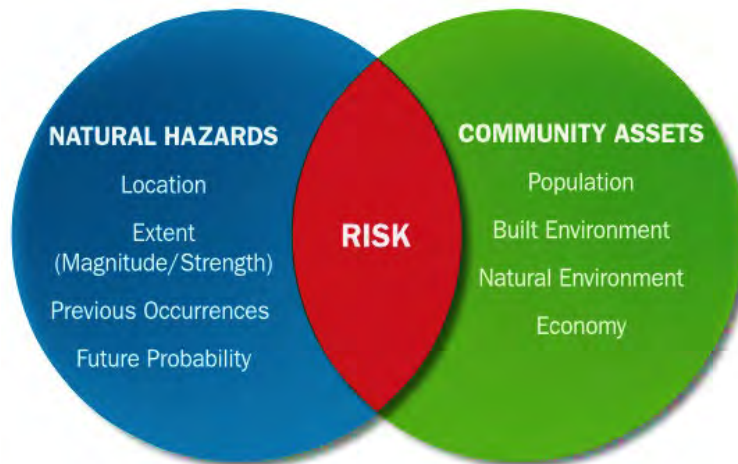 NATURAL HAZARDS
Location
Extent
(Magnitude/Strength)
Previous Occurrences
Future Probability
RISK
COMMUNITY ASSETS
Population
Built Environment
Natural Environment
Economy